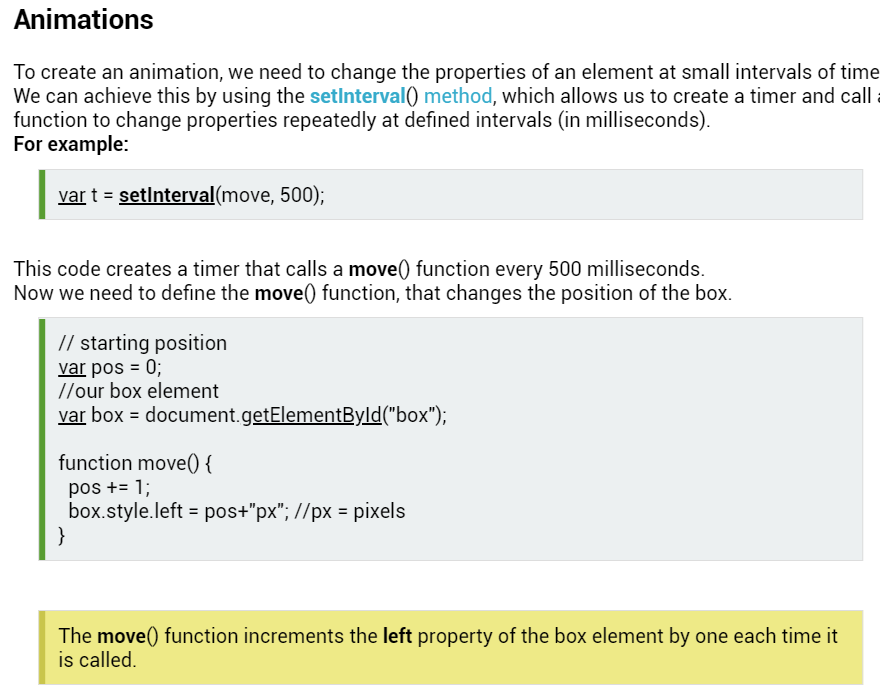 Animations
To create an animation, we need to change the properties of an element at small intervals of time
We can achieve this by using the setInterval() method, which allows us to create a timer and call a
function to change properties repeatedly at defined intervals (in milliseconds).
For example:
var t = setInterval(move, 500);
This code creates a timer that calls a move() function every 500 milliseconds.
Now we need to define the move() function, that changes the position of the box.
// starting position
var pos = 0;
//our box element
var box = document.getElementById("box");
function move() {
pos += 1;
box.style.left = pos+"px"; //px = pixels
}
The move() function increments the left property of the box element by one each time it
is called.